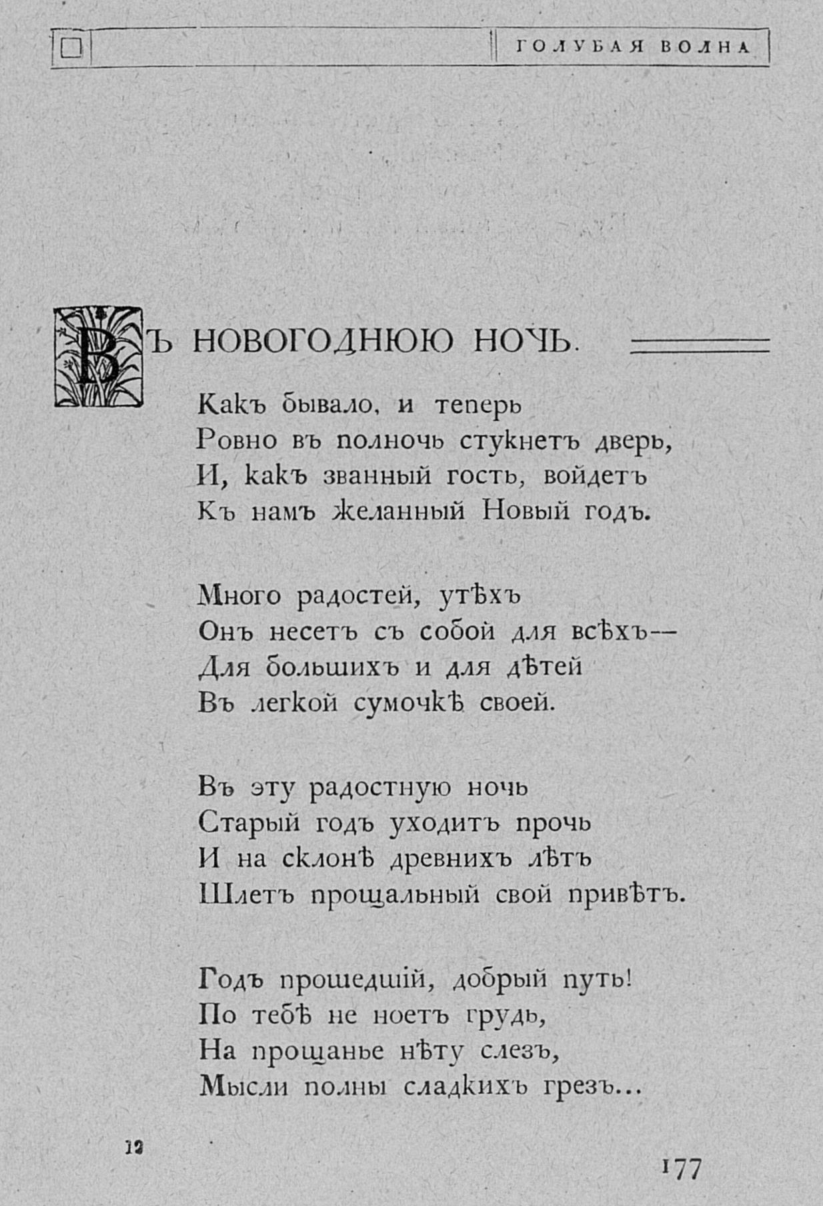 ГОЛУБАЯ ВОЛНА
ВЪ НОВОГОДНЮЮ НОЧЬ.
Какъ бывало, и теперь
Ровно въ полночь стукнетъ дверь,
И, какъ званный гость, войдетъ
Къ намъ желанный Новый годъ.
Много радостей, утѣхъ
Онъ несетъ съ собой для всѣхъ—
Для большихъ и для дѣтей
Въ легкой сумочкѣ своей.
Въ эту радостную ночь
Старый годъ уходитъ прочь
И на склонѣ древнихъ лѣтъ
Шлетъ прощальный свой привѣтъ.
Годъ прошедшій, добрый путь!
По тебѣ не ноетъ грудь,
На прощанье нѣту слезъ,
Мысли полны сладкихъ грезъ...
12
177